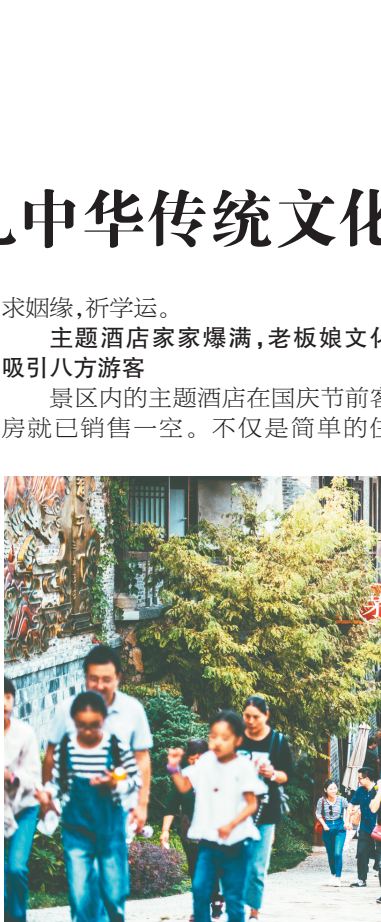 中华传统文化
求姻缘,祈学运。
主题酒店家家爆满,老板娘文化
吸引八方游客
景区内的主题酒店在国庆节前客
房就已销售一空。不仅是简单的住